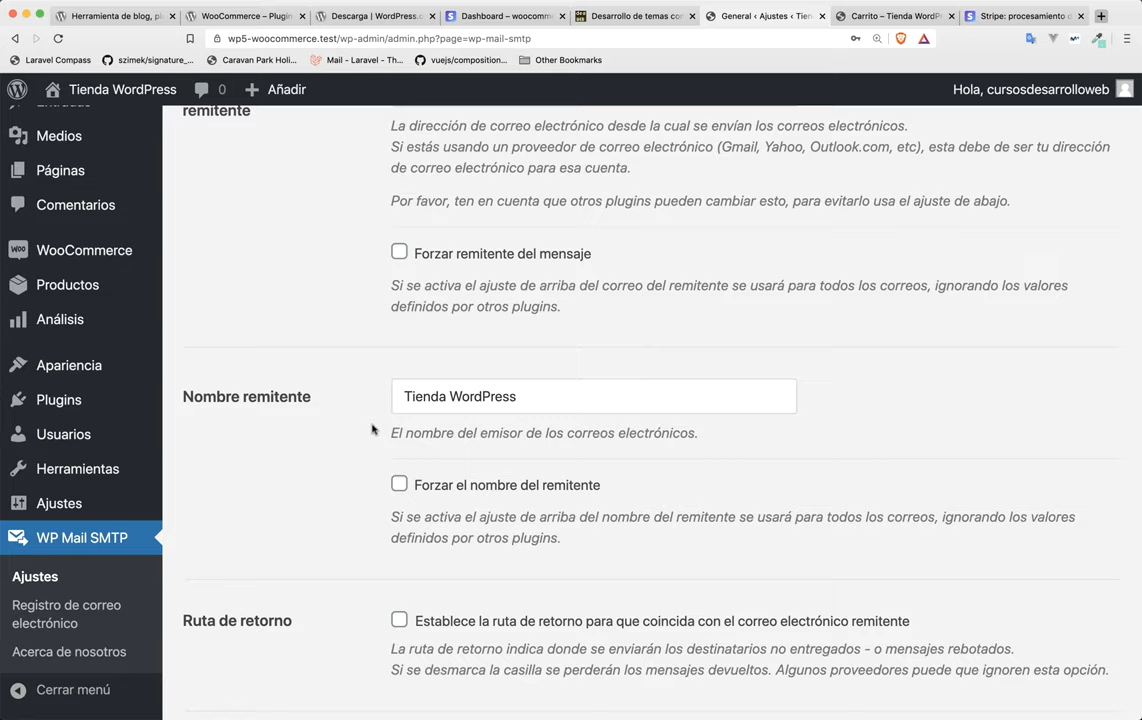 Herramienta de blog, pl
WooCommerce – Plugin
Descarga | WordPress.c
Dashboard – woocomm
Desarrollo de temas con
General ‹ Ajustes ‹ Tien
Carrito – Tienda WordPr
Stripe: procesamiento d
wp5-woocommerce.test/wp-admin/admin.php?page=wp-mail-smtp
Laravel Compass
szimek/signature_...
Caravan Park Holi...
Mail - Laravel - Th...
vuejs/composition...
Other Bookmarks
Tienda WordPress
0
Añadir
Hola, cursosdesarrolloweb
Medios
Páginas
Comentarios
WooCommerce
Productos
Análisis
Apariencia
Plugins
Usuarios
Herramientas
Ajustes
WP Mail SMTP
Ajustes
Registro de correo
electrónico
Acerca de nosotros
Cerrar menú
remitente
La dirección de correo electrónico desde la cual se envían los correos electrónicos.
Si estás usando un proveedor de correo electrónico (Gmail, Yahoo, Outlook.com, etc), esta debe de ser tu dirección
de correo electrónico para esa cuenta.
Por favor, ten en cuenta que otros plugins pueden cambiar esto, para evitarlo usa el ajuste de abajo.
Forzar remitente del mensaje
Si se activa el ajuste de arriba del correo del remitente se usará para todos los correos, ignorando los valores
definidos por otros plugins.
Nombre remitente
Tienda WordPress
El nombre del emisor de los correos electrónicos.
Forzar el nombre del remitente
Si se activa el ajuste de arriba del nombre del remitente se usará para todos los correos, ignorando los valores
definidos por otros plugins.
Ruta de retorno
Establece la ruta de retorno para que coincida con el correo electrónico remitente
La ruta de retorno indica donde se enviarán los destinatarios no entregados - o mensajes rebotados.
Si se desmarca la casilla se perderán los mensajes devueltos. Algunos proveedores puede que ignoren esta opción.